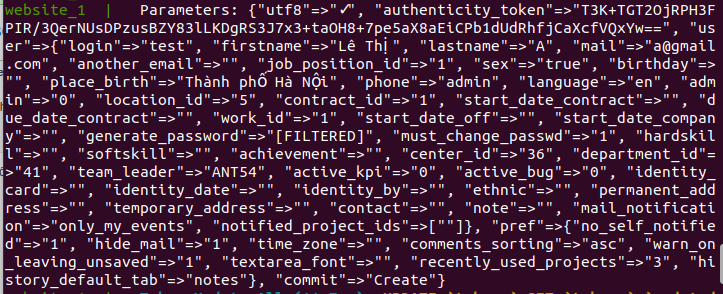 website_1  |   Parameters: {"utf8"=>"✓", "authenticity_token"=>"T3K+TGT2OjRPH3F
PIR/3QerNUsDPzusBZY83lLKDgRS3J7x3+taOH8+7pe5aX8aEiCPb1dUdRhfjCaXcfVQxYw==", "us
er"=>{"login"=>"test", "firstname"=>"Lê Thị", "lastname"=>"A", "mail"=>"a@gmail
.com", "another_email"=>"", "job_position_id"=>"1", "sex"=>"true", "birthday"=>
"", "place_birth"=>"Thành phố Hà Nội", "phone"=>"admin", "language"=>"en", "adm
in"=>"0", "location_id"=>"5", "contract_id"=>"1", "start_date_contract"=>"", "d
ue_date_contract"=>"", "work_id"=>"1", "start_date_off"=>"", "start_date_compan
y"=>"", "generate_password"=>"[FILTERED]", "must_change_passwd"=>"1", "hardskil
l"=>"", "softskill"=>"", "achievement"=>"", "center_id"=>"36", "department_id"=
>"41", "team_leader"=>"ANT54", "active_kpi"=>"0", "active_bug"=>"0", "identity_
card"=>"", "identity_date"=>"", "identity_by"=>"", "ethnic"=>"", "permanent_add
ress"=>"", "temporary_address"=>"", "contact"=>"", "note"=>"", "mail_notificati
on"=>"only_my_events", "notified_project_ids"=>[""]}, "pref"=>{"no_self_notifie
d"=>"1", "hide_mail"=>"1", "time_zone"=>"", "comments_sorting"=>"asc", "warn_on
_leaving_unsaved"=>"1", "textarea_font"=>"", "recently_used_projects"=>"3", "hi
story_default_tab"=>"notes"}, "commit"=>"Create"}